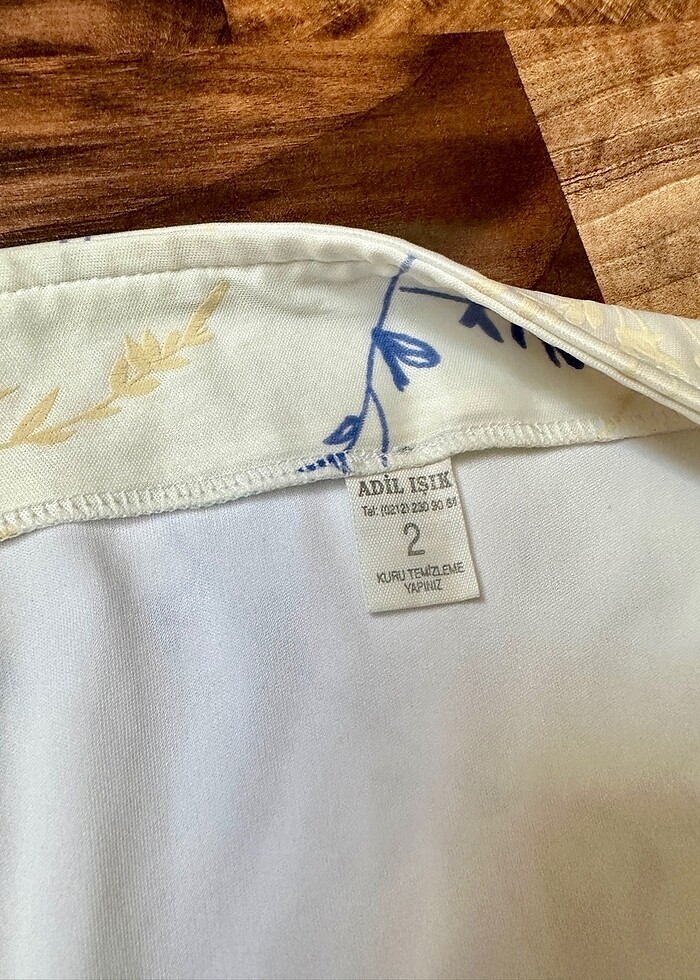 ADİL IŞIK
Tel: (0212) 230 90 61
2
KURU TEMİZLEME
YAPINIZ